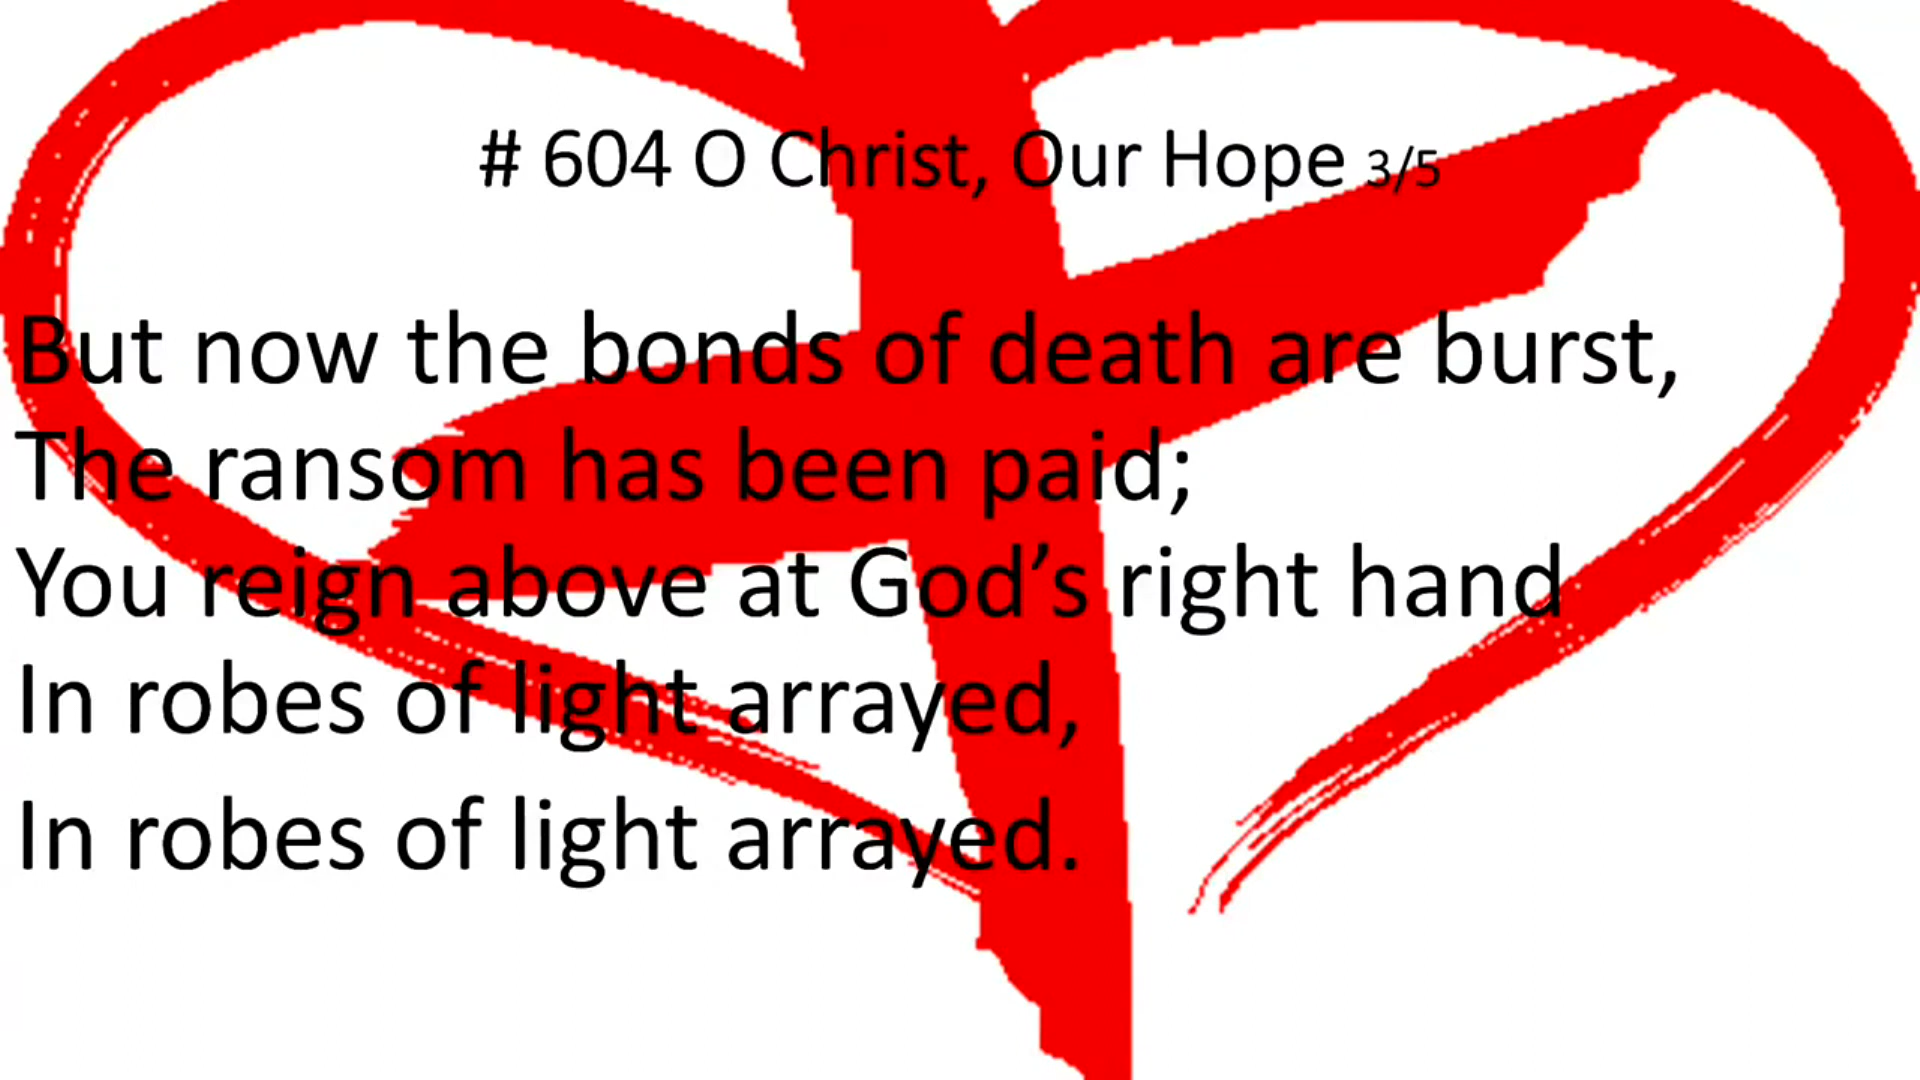 # 604 O Christ, Our Hope 3/5
But now the bonds of death are burst,
The ransom has been paid;
You reign above at God’s right hand
In robes of light arrayed,
In robes of light arrayed.